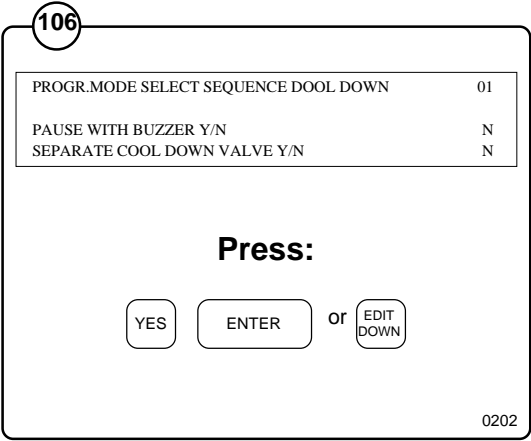 106
PROGR.MODE SELECT SEQUENCE DOOL DOWN 01
PAUSE WITH BUZZER Y/N N
SEPARATE COOL DOWN VALVE Y/N N
Press:
YES ENTER or EDIT DOWN
0202